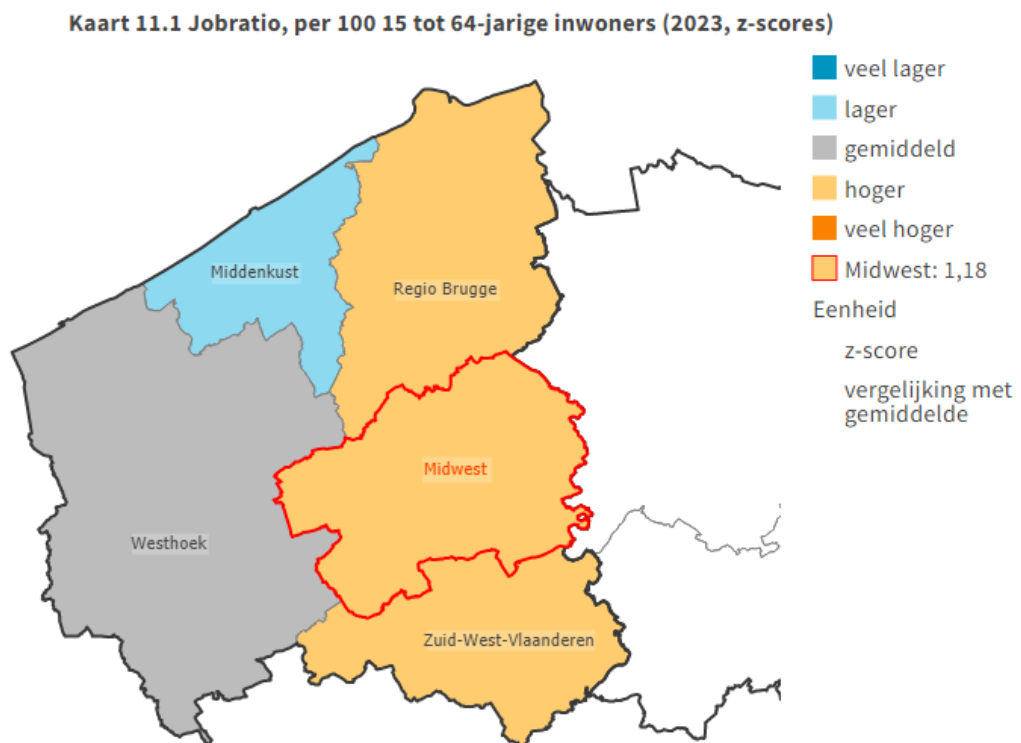 Kaart 11.1 Jobratio, per 100 15 tot 64-jarige inwoners (2023, z-scores)
veel lager
lager
gemiddeld
hoger
veel hoger
Midwest: 1,18
Eenheid
z-score
vergelijking met
gemiddelde
Middenkust
Regio Brugge
Midwest
Westhoek
Zuid-West-Vlaanderen